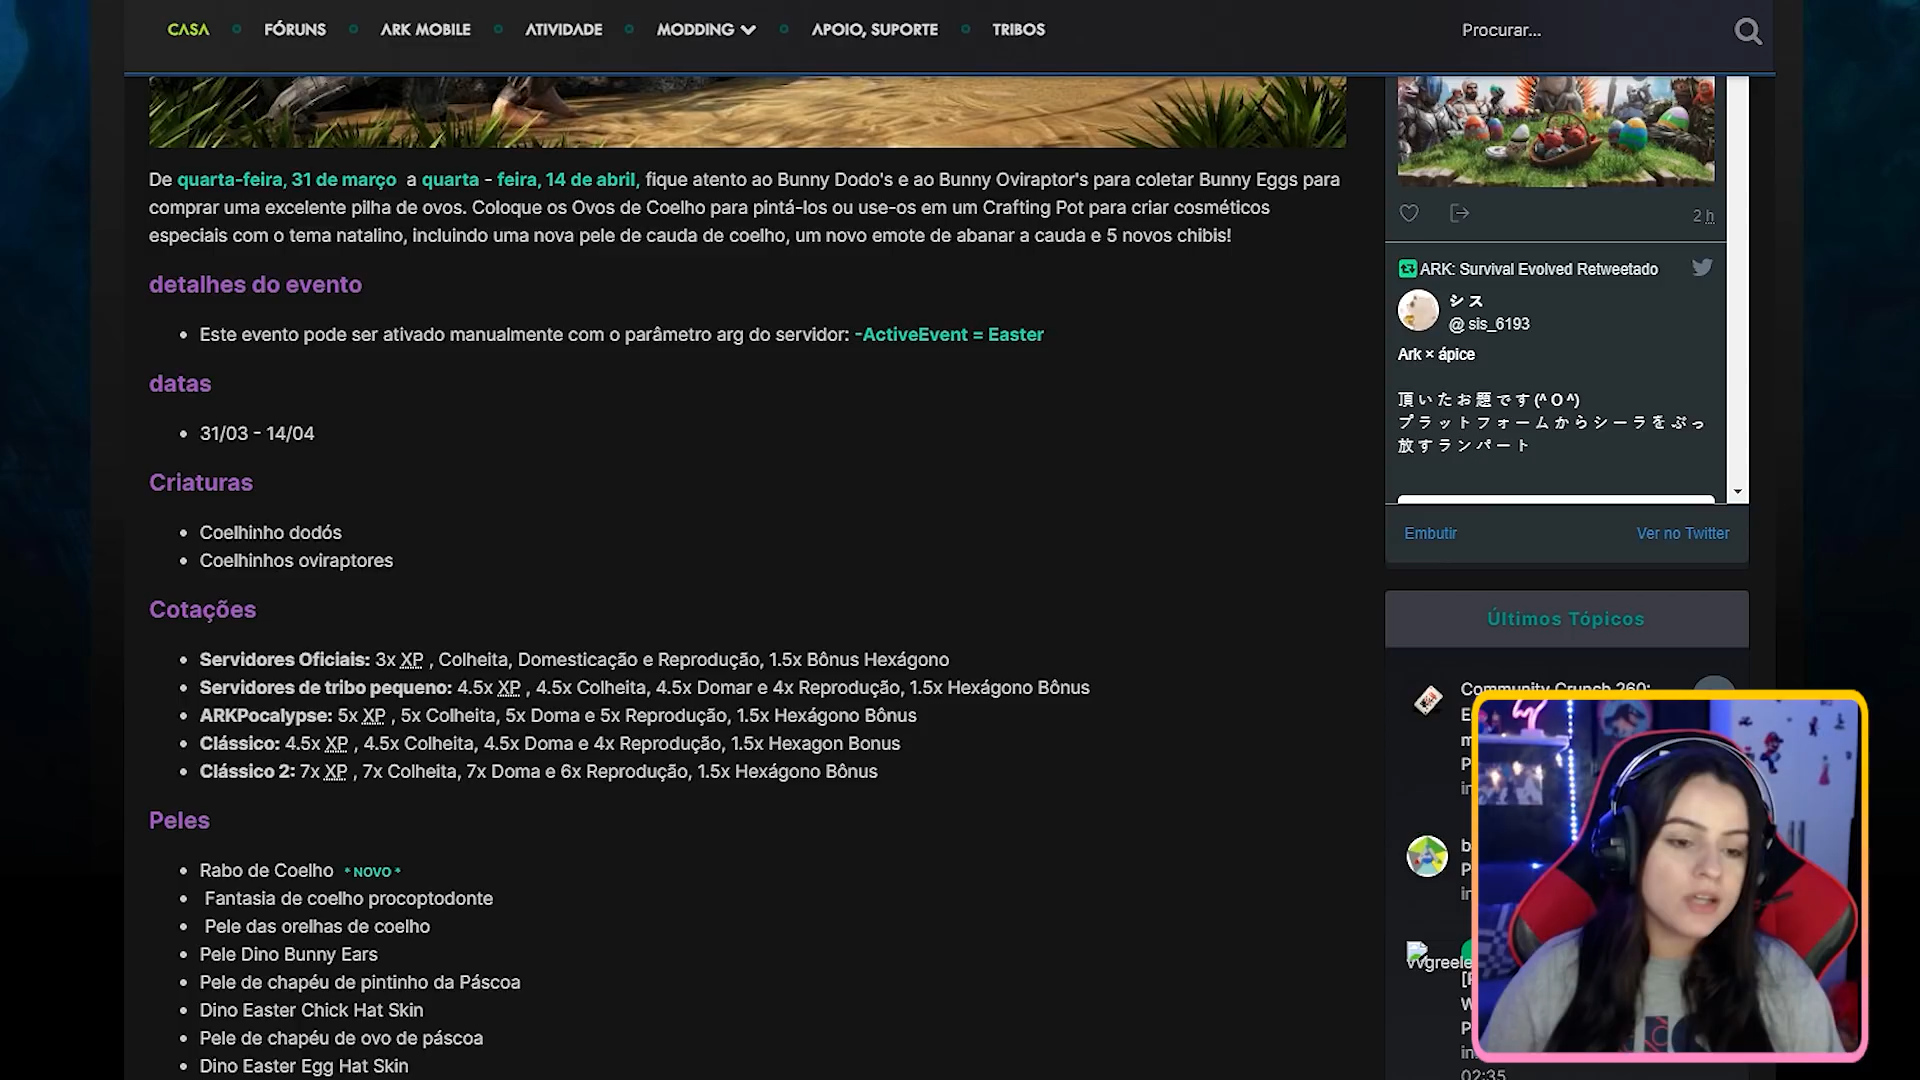 CASA
FÓRUNS
ARK MOBILE
ATIVIDADE
MODDING
APOIO, SUPORTE
TRIBOS
Procurar...
De quarta-feira, 31 de março a quarta - feira, 14 de abril, fique atento ao Bunny Dodo's e ao Bunny Oviraptor's para coletar Bunny Eggs para
comprar uma excelente pilha de ovos. Coloque os Ovos de Coelho para pintá-los ou use-os em um Crafting Pot para criar cosméticos
especiais com o tema natalino, incluindo uma nova pele de cauda de coelho, um novo emote de abanar a cauda e 5 novos chibis!
detalhes do evento
• Este evento pode ser ativado manualmente com o parâmetro arg do servidor: -ActiveEvent = Easter
datas
• 31/03 - 14/04
Criaturas
• Coelhinho dodós
• Coelhinhos oviraptores
Cotações
• Servidores Oficiais: 3x XP , Colheita, Domesticação e Reprodução, 1.5x Bônus Hexágono
• Servidores de tribo pequeno: 4.5x XP , 4.5x Colheita, 4.5x Domar e 4x Reprodução, 1.5x Hexágono Bônus
• ARKPocalypse: 5x XP , 5x Colheita, 5x Doma e 5x Reprodução, 1.5x Hexágono Bônus
• Clássico: 4.5x XP , 4.5x Colheita, 4.5x Doma e 4x Reprodução, 1.5x Hexagon Bonus
• Clássico 2: 7x XP , 7x Colheita, 7x Doma e 6x Reprodução, 1.5x Hexágono Bônus
Peles
• Rabo de Coelho * NOVO *
• Fantasia de coelho procoptodonte
• Pele das orelhas de coelho
• Pele Dino Bunny Ears
• Pele de chapéu de pintinho da Páscoa
• Dino Easter Chick Hat Skin
• Pele de chapéu de ovo de páscoa
• Dino Easter Egg Hat Skin
2 h
ARK: Survival Evolved Retweetado
シス
@ sis_6193
Ark × ápice
頂いたお題です(^O^)
プラットフォームからシーラをぶっ
放すランパート
Embutir
Ver no Twitter
Últimos Tópicos
Community Crunch 260:
vvgreele
02:35